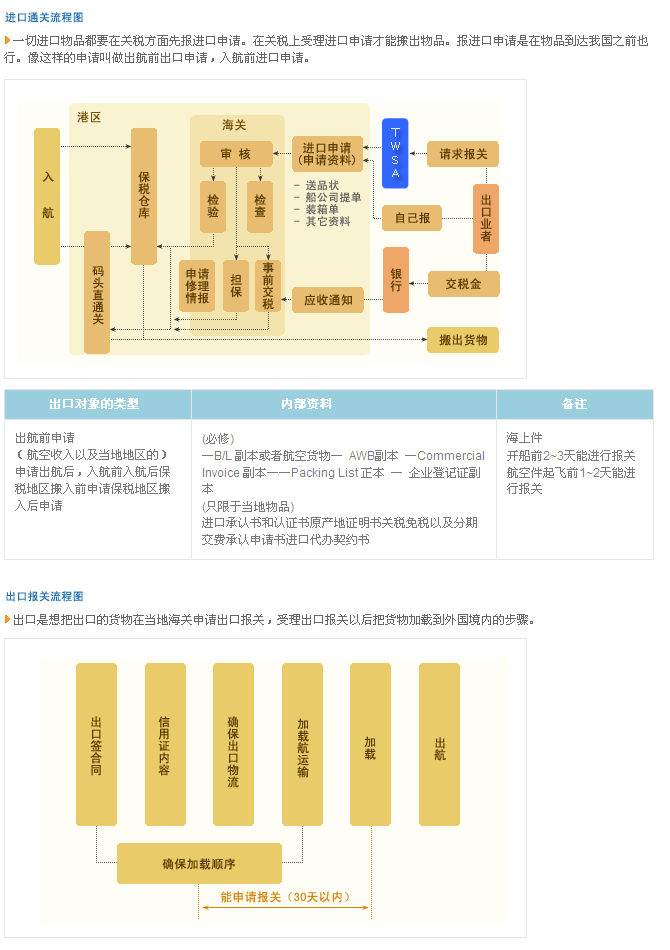 进口通关流程图
一切进口物品都要在关税方面先报进口申请。在关税上受理进口申请才能搬出物品。报进口申请是在物品到达我国之前也
行。像这样的申请叫做出航前出口申请，入航前进口申请。
港区
海关
入航
保税仓库
码头直通关
审 核
检验
检查
申请修理情报
担保
事前交税
进口申请
(申请资料)
- 送品状
- 船公司提单
- 装箱单
- 其它资料
应收通知
TWSA
请求报关
自己报
出口业者
银行
交税金
搬出货物
出口对象的类型
内部资料
备注
出航前申请
（航空收入以及当地地区的）
申请出航后，入航前入航后保
税地区搬入前申请保税地区搬
入后申请
(必修)
一B/L 副本或者航空货物一 AWB副本 一Commercial
Invoice 副本一一Packing List 正本 一 企业登记证副
本
(只限于当地物品)
进口承认书和认证书原产地证明书关税免税以及分期
交费承认申请书进口代办契约书
海上件
开船前2~3天能进行报关
航空件起飞前1~2天能进
行报关
出口报关流程图
出口是想把出口的货物在当地海关申请出口报关，受理出口报关以后把货物加载到外国境内的步骤。
出口签合同
信用证内容
确保出口物流
加载航运输
加载
出航
确保加载顺序
能申请报关（30天以内）